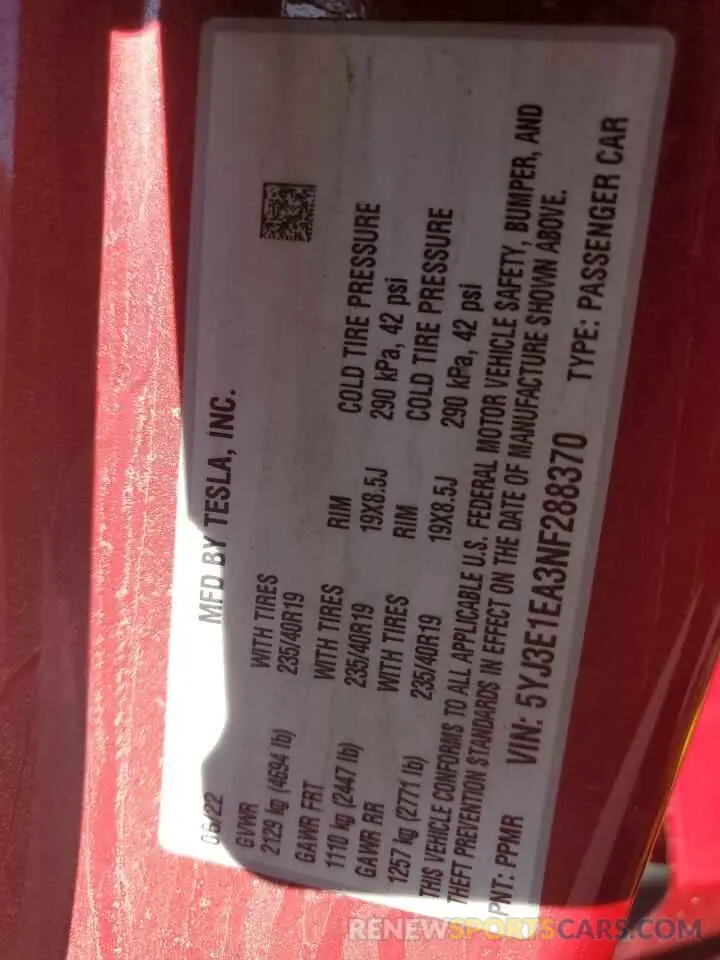 MFD BY TESLA, INC.
06/22
GVWR WITH TIRES
2129 kg (4694 lb) 235/40R19
GAWR FRT WITH TIRES RIM COLD TIRE PRESSURE
1110 kg (2447 lb) 235/40R19 19X8.5J 290 kPa, 42 psi
GAWR RR WITH TIRES RIM COLD TIRE PRESSURE
1257 kg (2771 lb) 235/40R19 19X8.5J 290 kPa, 42 psi
THIS VEHICLE CONFORMS TO ALL APPLICABLE U.S. FEDERAL MOTOR VEHICLE SAFETY, BUMPER, AND
THEFT PREVENTION STANDARDS IN EFFECT ON THE DATE OF MANUFACTURE SHOWN ABOVE.
PNT: PPMR VIN: 5YJ3E1EA3NF288370 TYPE: PASSENGER CAR
RENEWSPORTSCARS.COM